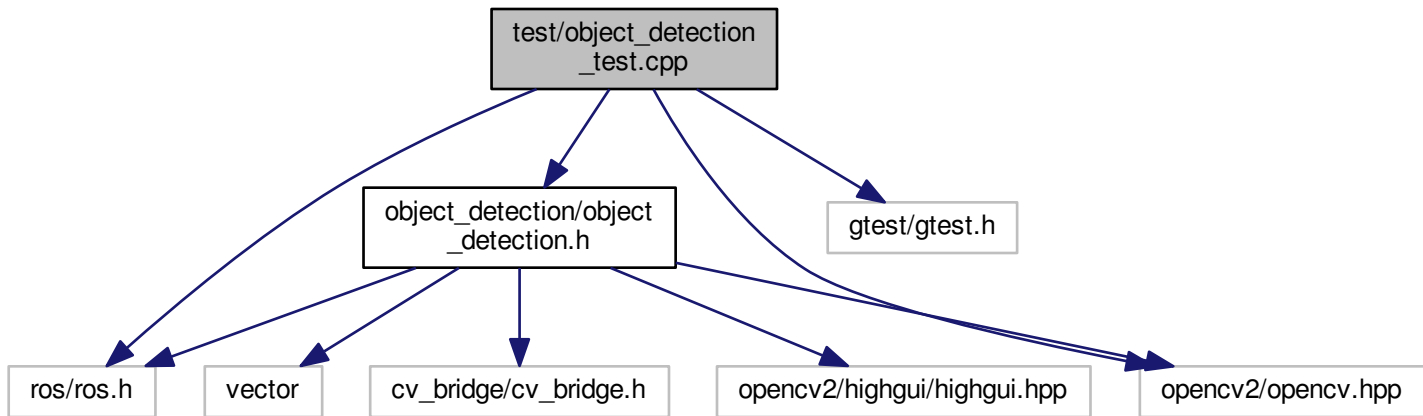 test/object_detection
_test.cpp
object_detection/object
_detection.h
gtest/gtest.h
ros/ros.h
vector
cv_bridge/cv_bridge.h
opencv2/highgui/highgui.hpp
opencv2/opencv.hpp